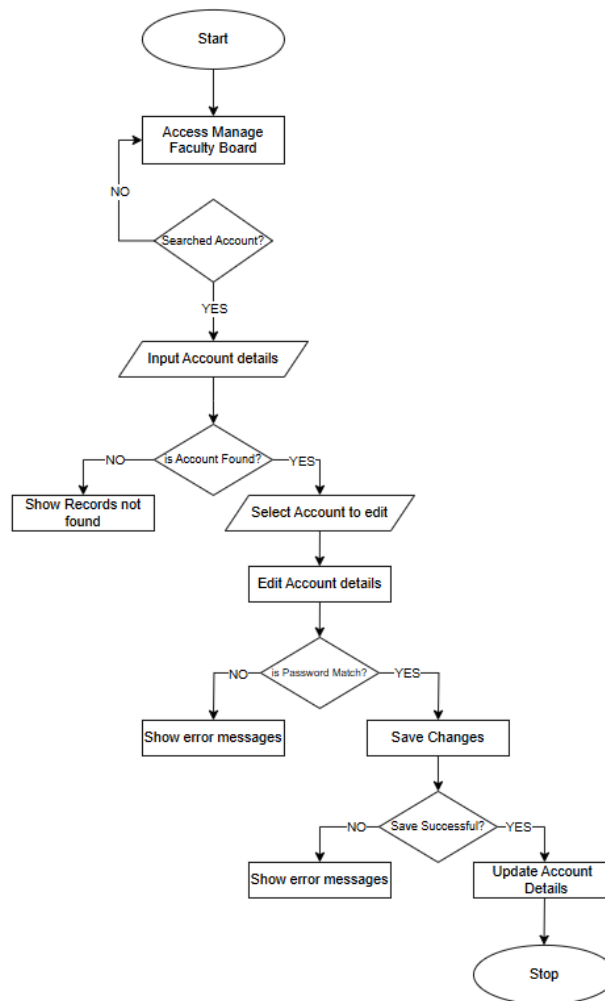 Start
Access Manage
Faculty Board
NO
Searched Account?
YES
Input Account details
NO
is Account Found?
YES
Show Records not
found
Select Account to edit
Edit Account details
NO
is Password Match?
YES
Show error messages
Save Changes
NO
Save Successful?
YES
Show error messages
Update Account
Details
Stop